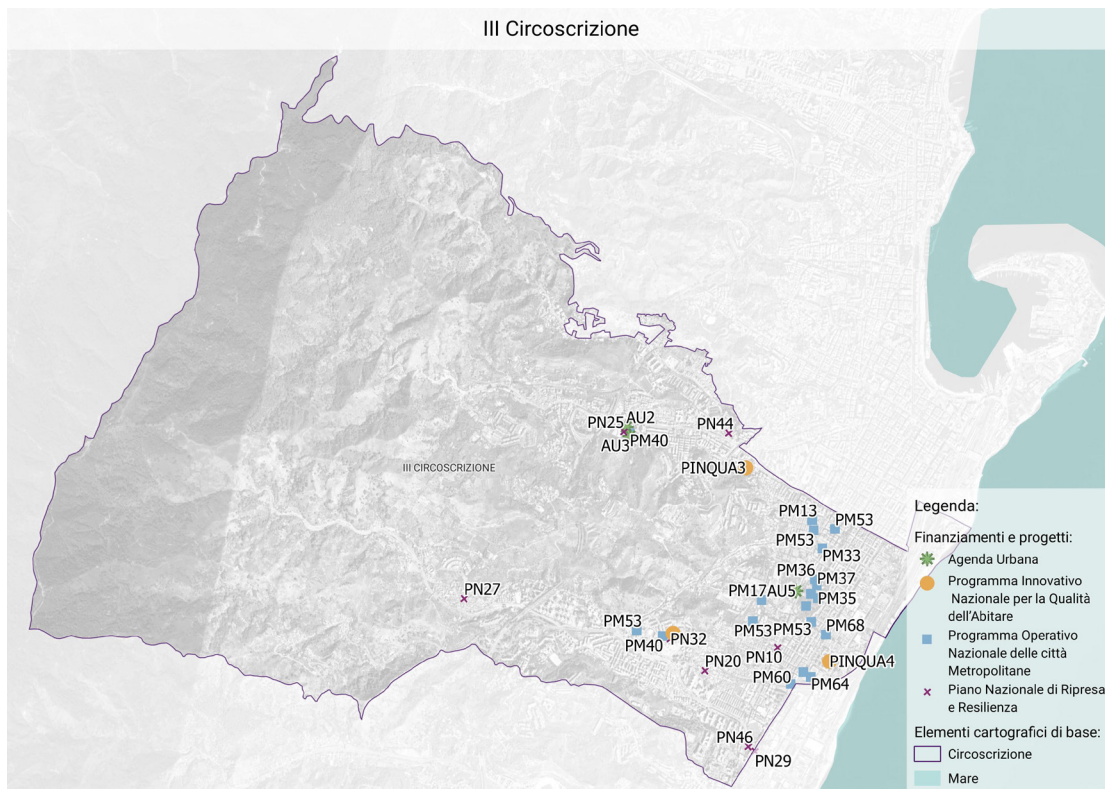 III Circoscrizione
PN25
AU2
AU3
PM40
PN44
PINQUA3
III CIRCOSCRIZIONE
PM13
PM53
PM53
PM33
PM36
PM37
PM17
AU5
PM35
PN27
PM53
PM40
PN32
PM53
PM53
PM68
PN20
PN10
PINQUA4
PM60
PM64
PN46
PN29
Legenda:
Finanziamenti e progetti:
Agenda Urbana
Programma Innovativo
Nazionale per la Qualità
dell'Abitare
Programma Operativo
Nazionale delle città
Metropolitane
Piano Nazionale di Ripresa
e Resilienza
Elementi cartografici di base:
Circoscrizione
Mare